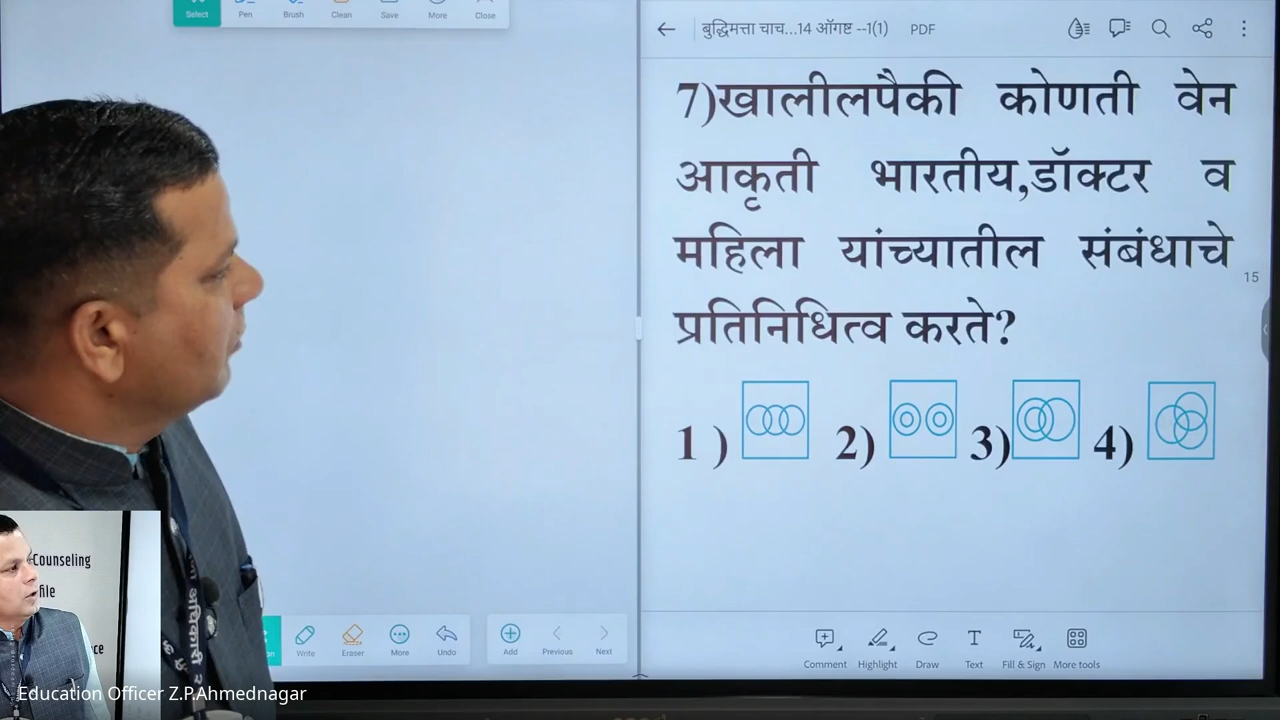 Select Pen Brush Clean Save More Close
बुद्धिमत्ता चाच...14 ऑगष्ट --1(1) PDF
7)खालीलपैकी कोणती वेन
आकृती भारतीय,डॉक्टर व
महिला यांच्यातील संबंधाचे
15
प्रतिनिधित्व करते?
1 ) 2) 3) 4)
Counseling
file
Write Eraser More Undo Add Previous Next
Comment Highlight Draw Text Fill & Sign More tools
Education Officer Z.P.Ahmednagar